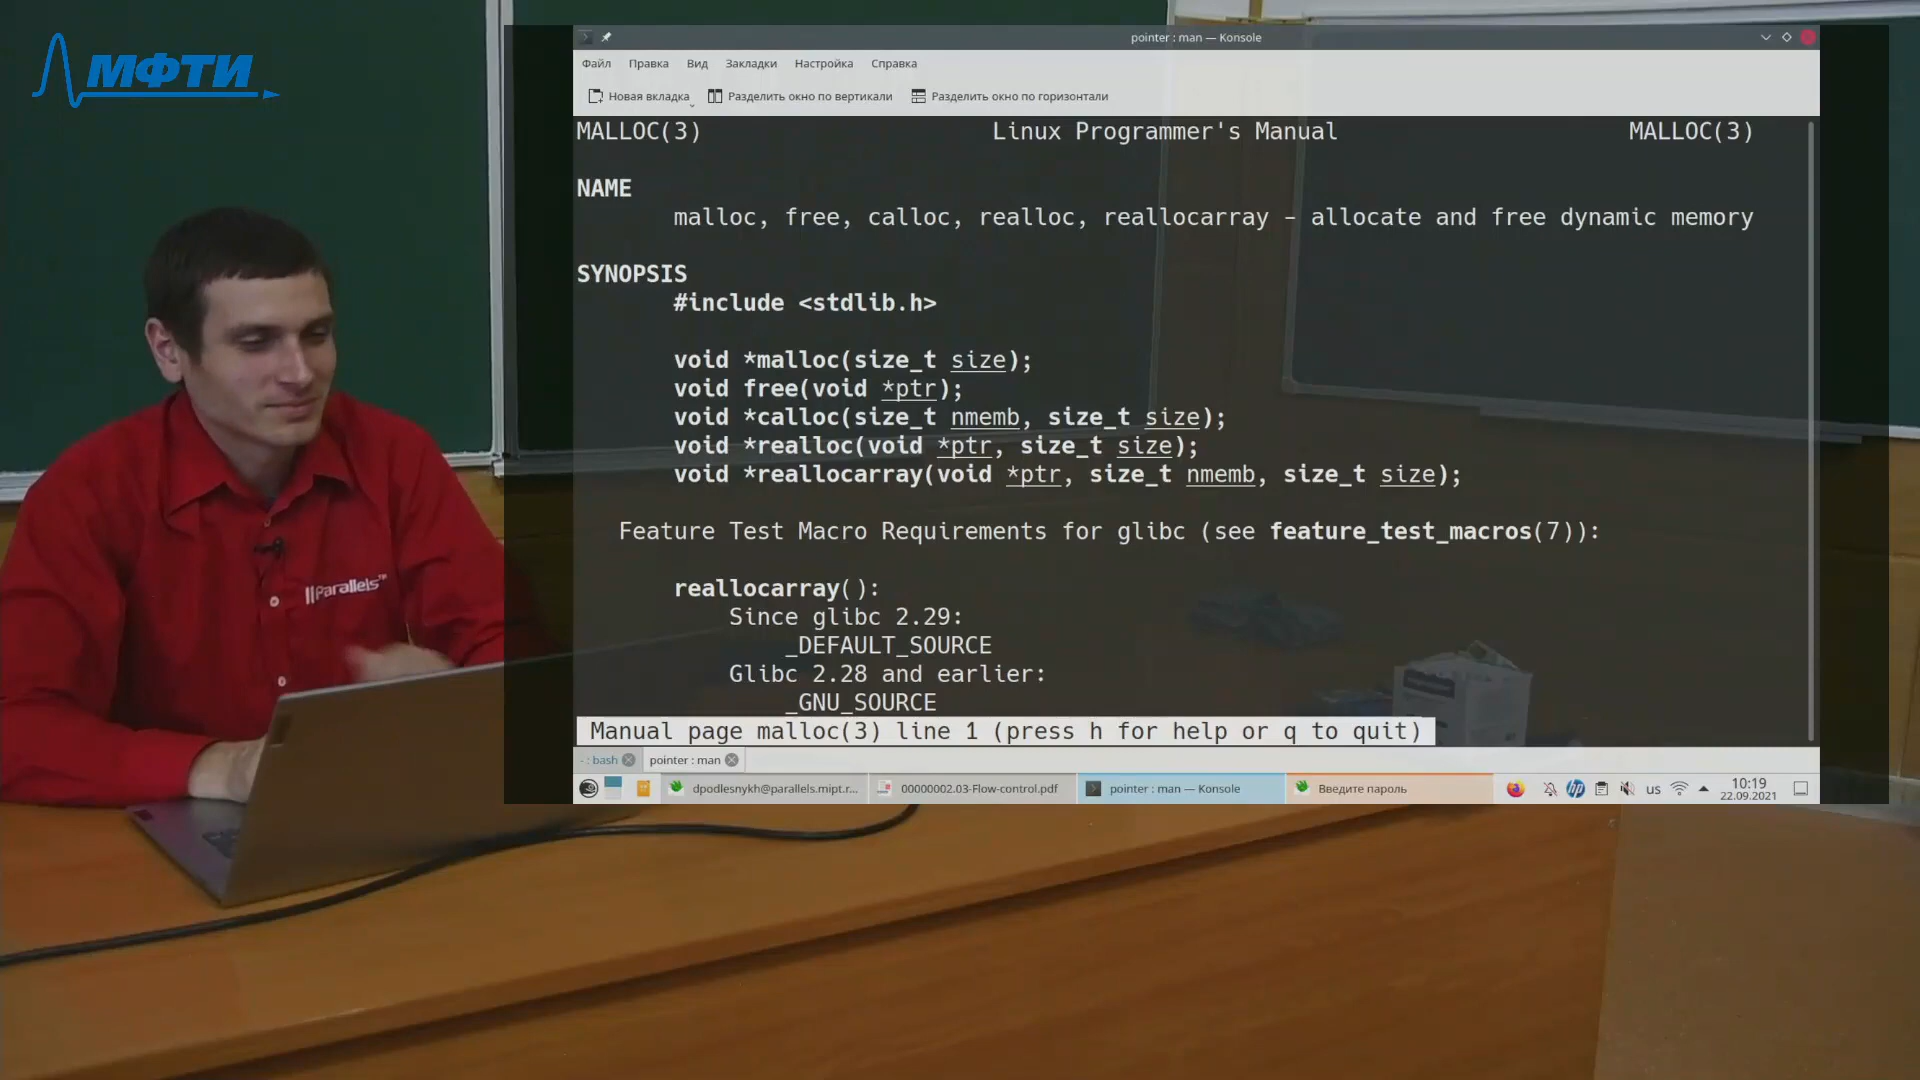 МФТИ
pointer : man — Konsole
Файл Правка Вид Закладки Настройка Справка
Новая вкладка Разделить окно по вертикали Разделить окно по горизонтали
MALLOC(3) Linux Programmer's Manual MALLOC(3)
NAME
malloc, free, calloc, realloc, reallocarray - allocate and free dynamic memory
SYNOPSIS
#include <stdlib.h>
void *malloc(size_t size);
void free(void *ptr);
void *calloc(size_t nmemb, size_t size);
void *realloc(void *ptr, size_t size);
void *reallocarray(void *ptr, size_t nmemb, size_t size);
Feature Test Macro Requirements for glibc (see feature_test_macros(7)):
reallocarray():
Since glibc 2.29:
_DEFAULT_SOURCE
Glibc 2.28 and earlier:
_GNU_SOURCE
Manual page malloc(3) line 1 (press h for help or q to quit)
- : bash pointer : man
dpodlesnykh@parallels.mipt.r... 00000002.03-Flow-control.pdf pointer : man — Konsole Введите пароль us 10:19
22.09.2021
||Parallels™